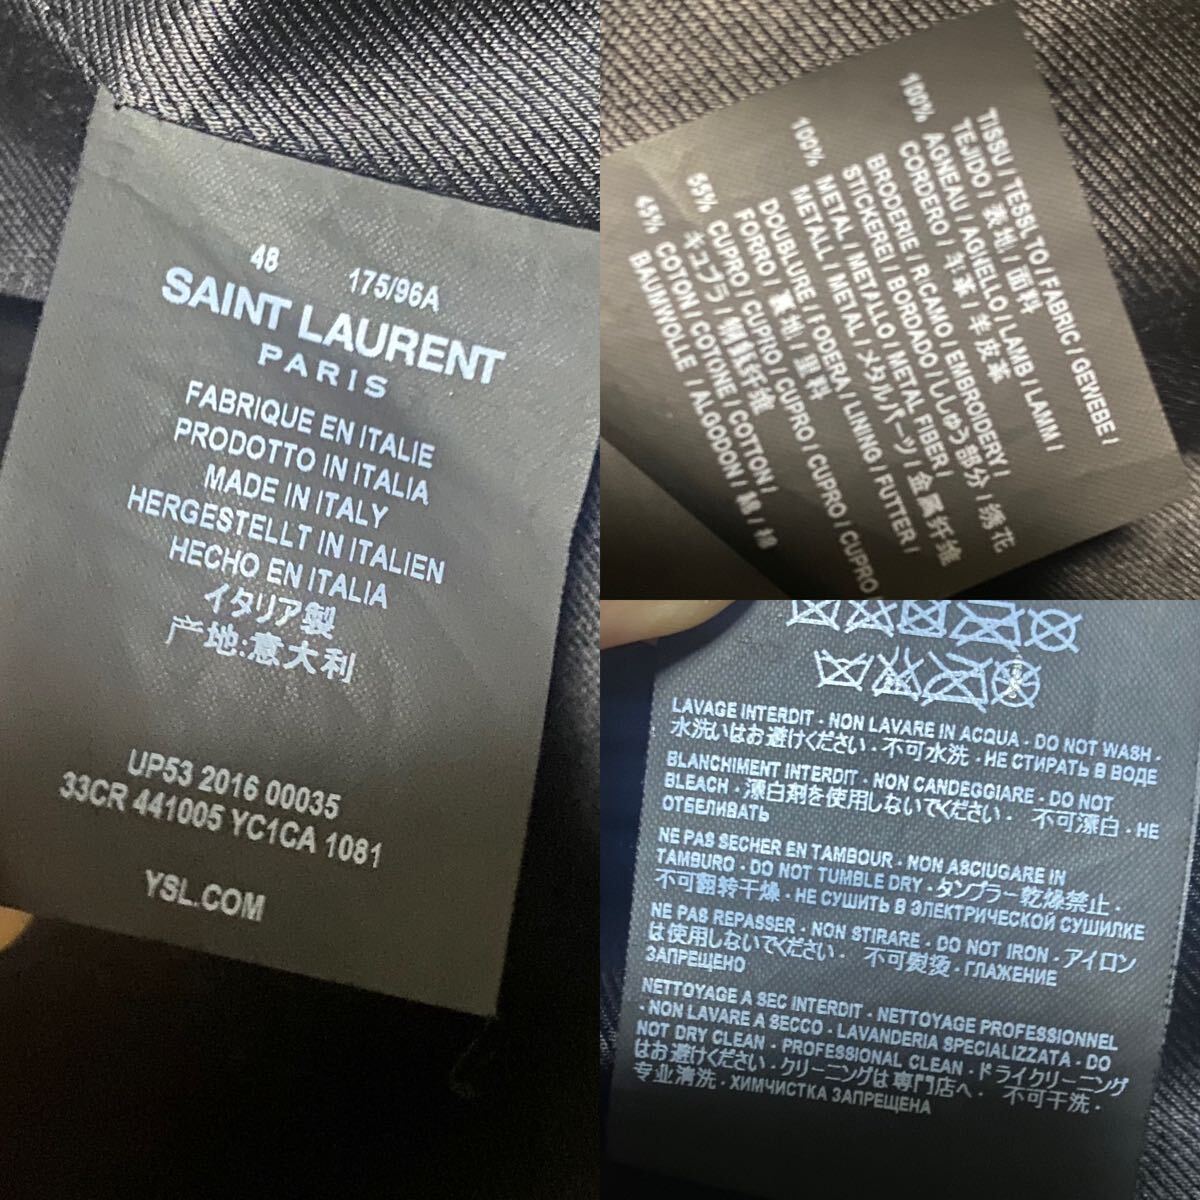 48 175/96A
SAINT LAURENT
PARIS
FABRIQUE EN ITALIE
PRODOTTO IN ITALIA
MADE IN ITALY
HERGESTELLT IN ITALIEN
HECHO EN ITALIA
イタリア製
产地:意大利
UP53 2016 00035
33CR 441005 YC1CA 1081
YSL.COM
TISSU / TESSUTO / FABRIC / GEWEBE /
TEJIDO / 表地 / 面料
100% AGNEAU / AGNELLO / LAMB / LAMM /
CORDERO / 羊革 / 羊皮革
BRODERIE / RICAMO / EMBROIDERY /
STICKEREI / BORDADO / ししゅう部分 / 绣花
100% METAL / METALLO / METAL FIBER /
METALL / METAL / メタルパーツ / 金属纤维
DOUBLURE / FODERA / LINING / FUTTER /
FORRO / 裏地 / 里料
55% CUPRO / CUPRO / CUPRO / CUPRO / CUPRO
キュプラ / 铜氨纤维
45% COTON / COTONE / COTTON /
BAUMWOLLE / ALGODON / 綿 / 棉
LAVAGE INTERDIT - NON LAVARE IN ACQUA - DO NOT WASH -
水洗いはお避けください - 不可水洗 - НЕ СТИРАТЬ В ВОДЕ
BLANCHIMENT INTERDIT - NON CANDEGGIARE - DO NOT
BLEACH - 漂白剤を使用しないでください - 不可漂白 - НЕ
ОТБЕЛИВАТЬ
NE PAS SECHER EN TAMBOUR - NON ASCIUGARE IN
TAMBURO - DO NOT TUMBLE DRY - タンブラー乾燥禁止 -
不可翻转干燥 - НЕ СУШИТЬ В ЭЛЕКТРИЧЕСКОЙ СУШИЛКЕ
NE PAS REPASSER - NON STIRARE - DO NOT IRON - アイロン
は使用しないでください - 不可熨烫 - ГЛАЖЕНИЕ
ЗАПРЕЩЕНО
NETTOYAGE A SEC INTERDIT - NETTOYAGE PROFESSIONNEL
- NON LAVARE A SECCO - LAVANDERIA SPECIALIZZATA - DO
NOT DRY CLEAN - PROFESSIONAL CLEAN - ドライクリーニング
はお避けください - クリーニングは専門店へ - 不可干洗 -
专业清洗 - ХИМЧИСТКА ЗАПРЕЩЕНА